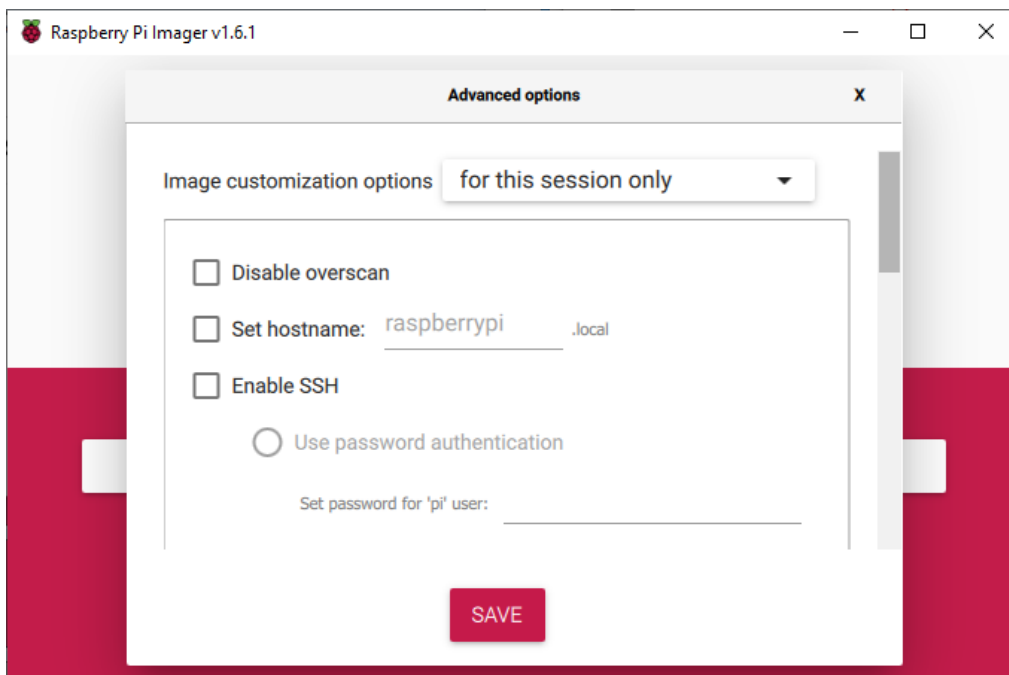 Raspberry Pi Imager v1.6.1
Advanced options X
Image customization options for this session only
Disable overscan
Set hostname: raspberrypi .local
Enable SSH
Use password authentication
Set password for 'pi' user:
SAVE